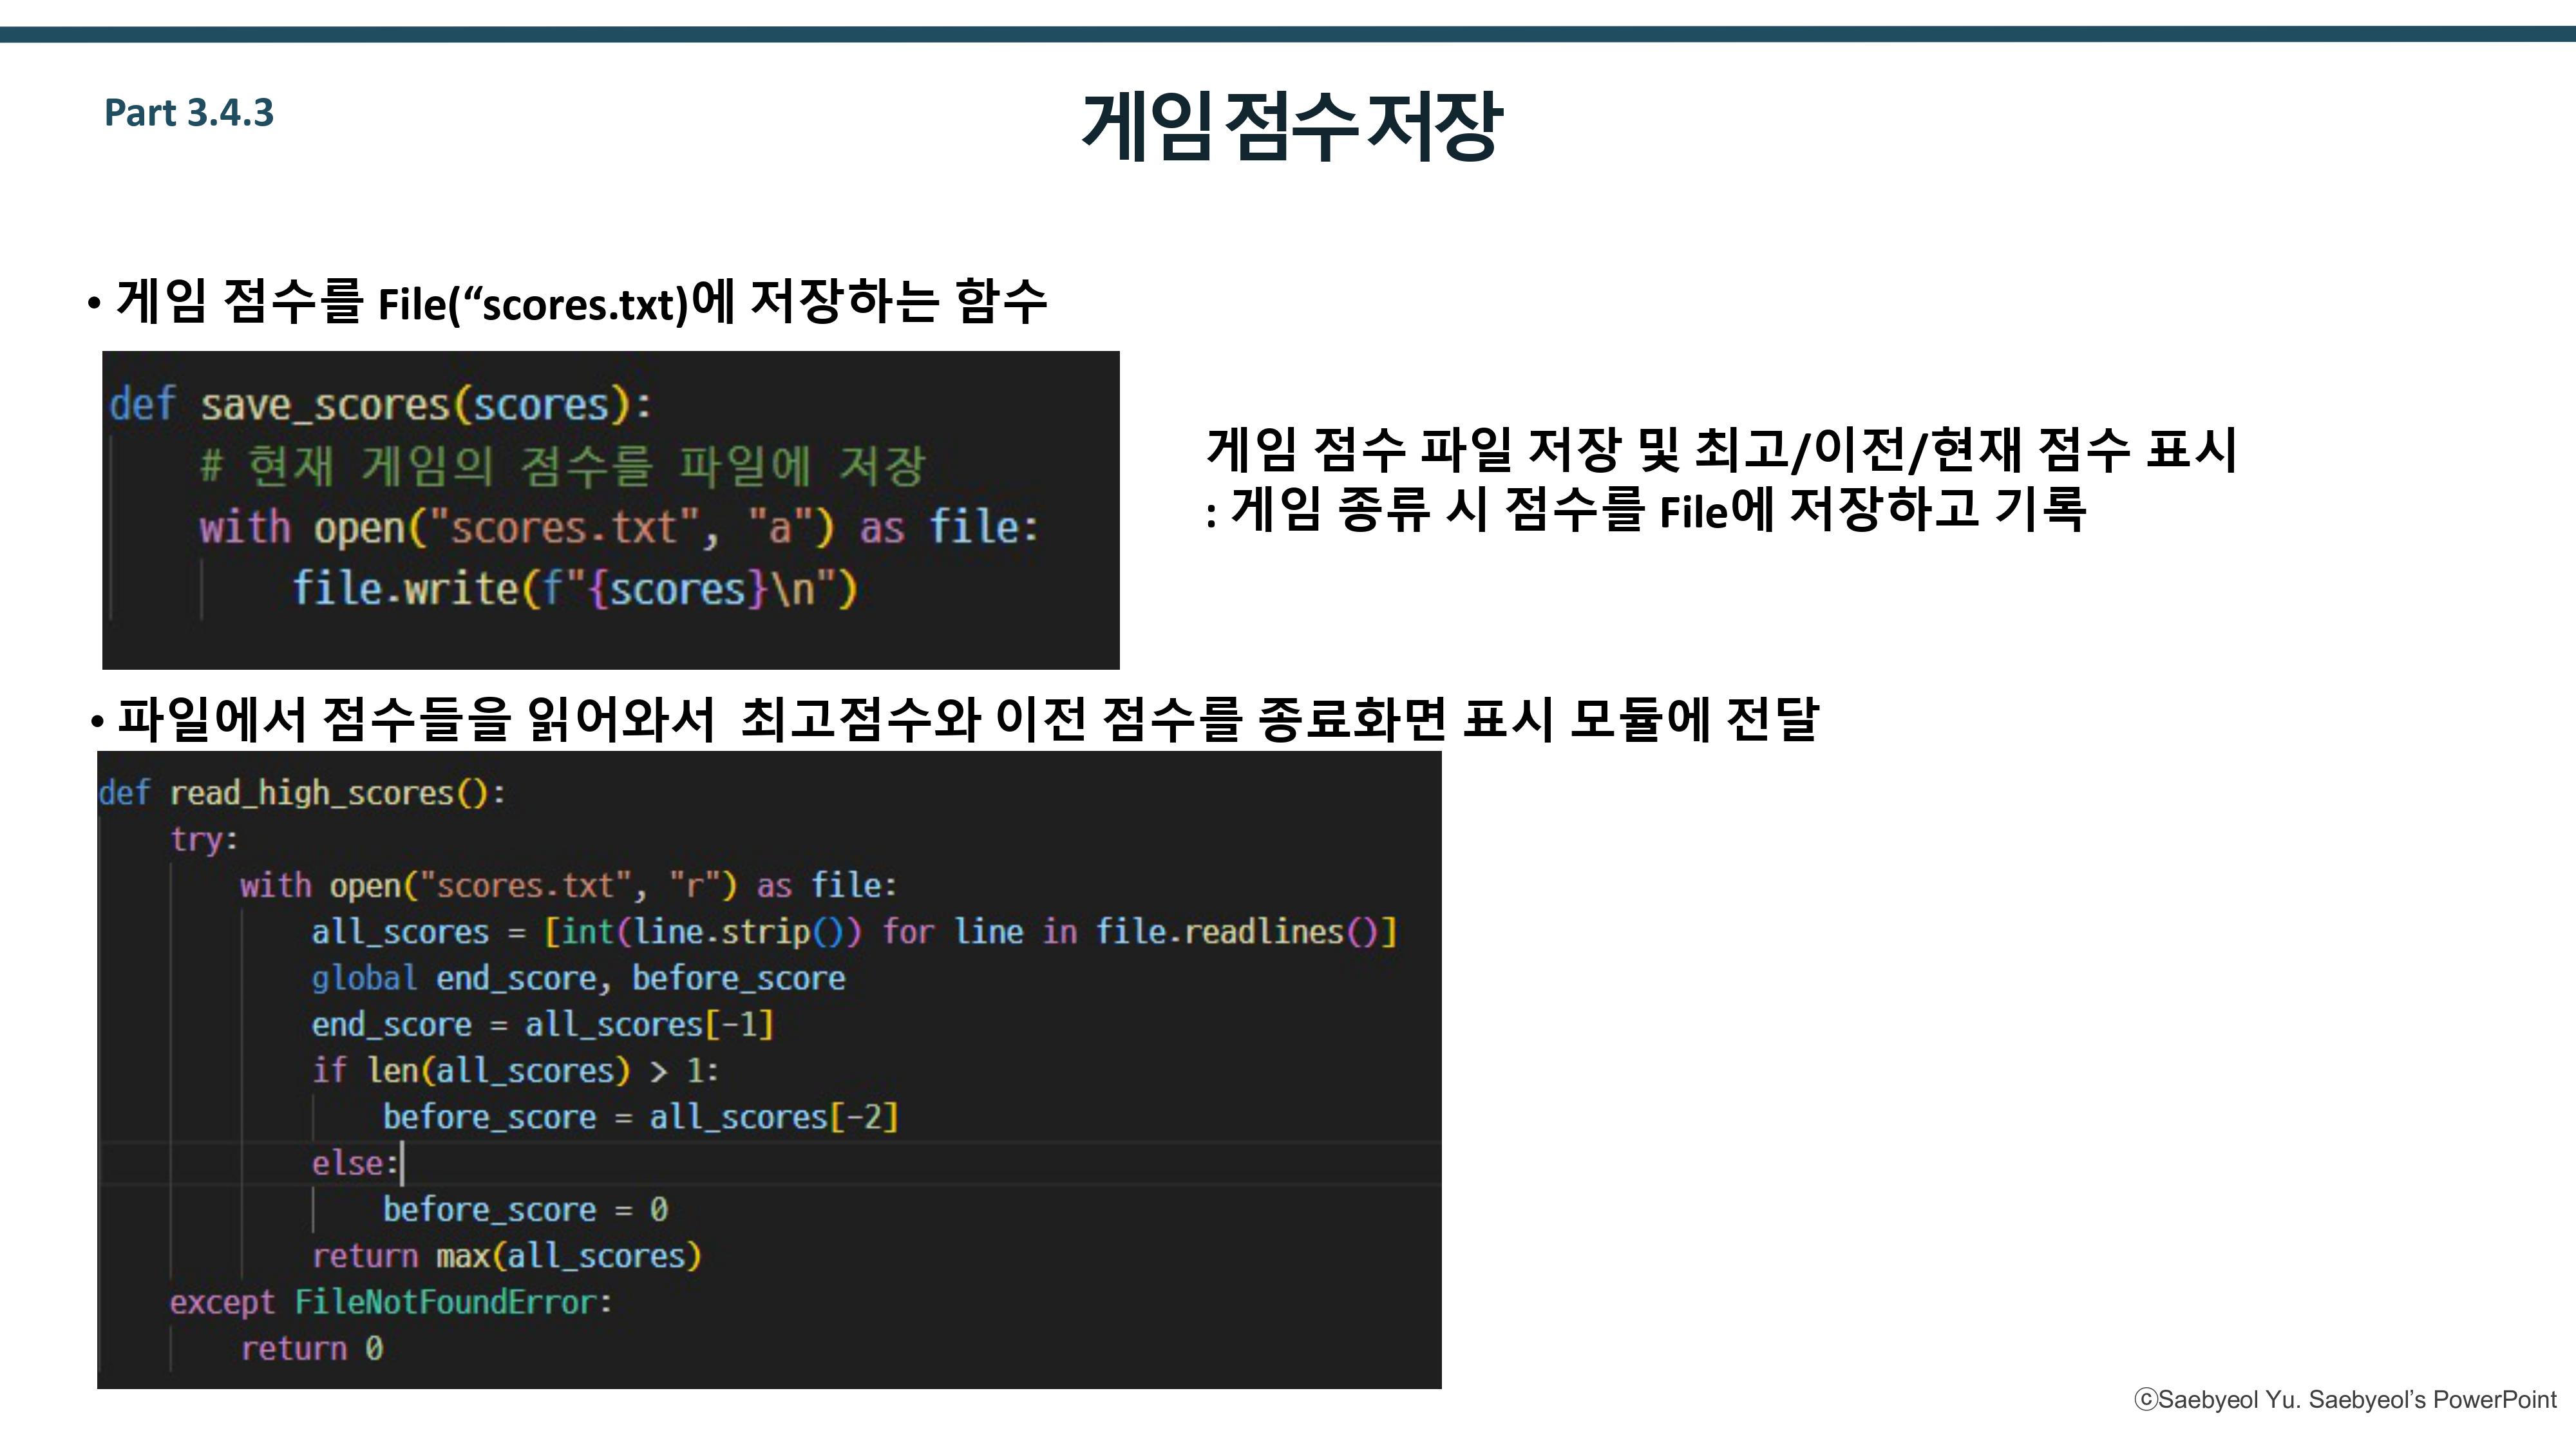 Part 3.4.3
게임 점수 저장
• 게임 점수를 File(“scores.txt)에 저장하는 함수
def save_scores(scores):
    # 현재 게임의 점수를 파일에 저장
    with open("scores.txt", "a") as file:
        file.write(f"{scores}\n")
게임 점수 파일 저장 및 최고/이전/현재 점수 표시
: 게임 종류 시 점수를 File에 저장하고 기록
• 파일에서 점수들을 읽어와서 최고점수와 이전 점수를 종료화면 표시 모듈에 전달
def read_high_scores():
    try:
        with open("scores.txt", "r") as file:
            all_scores = [int(line.strip()) for line in file.readlines()]
            global end_score, before_score
            end_score = all_scores[-1]
            if len(all_scores) > 1:
                before_score = all_scores[-2]
            else:
                before_score = 0
            return max(all_scores)
    except FileNotFoundError:
        return 0
ⓒSaebyeol Yu. Saebyeol’s PowerPoint